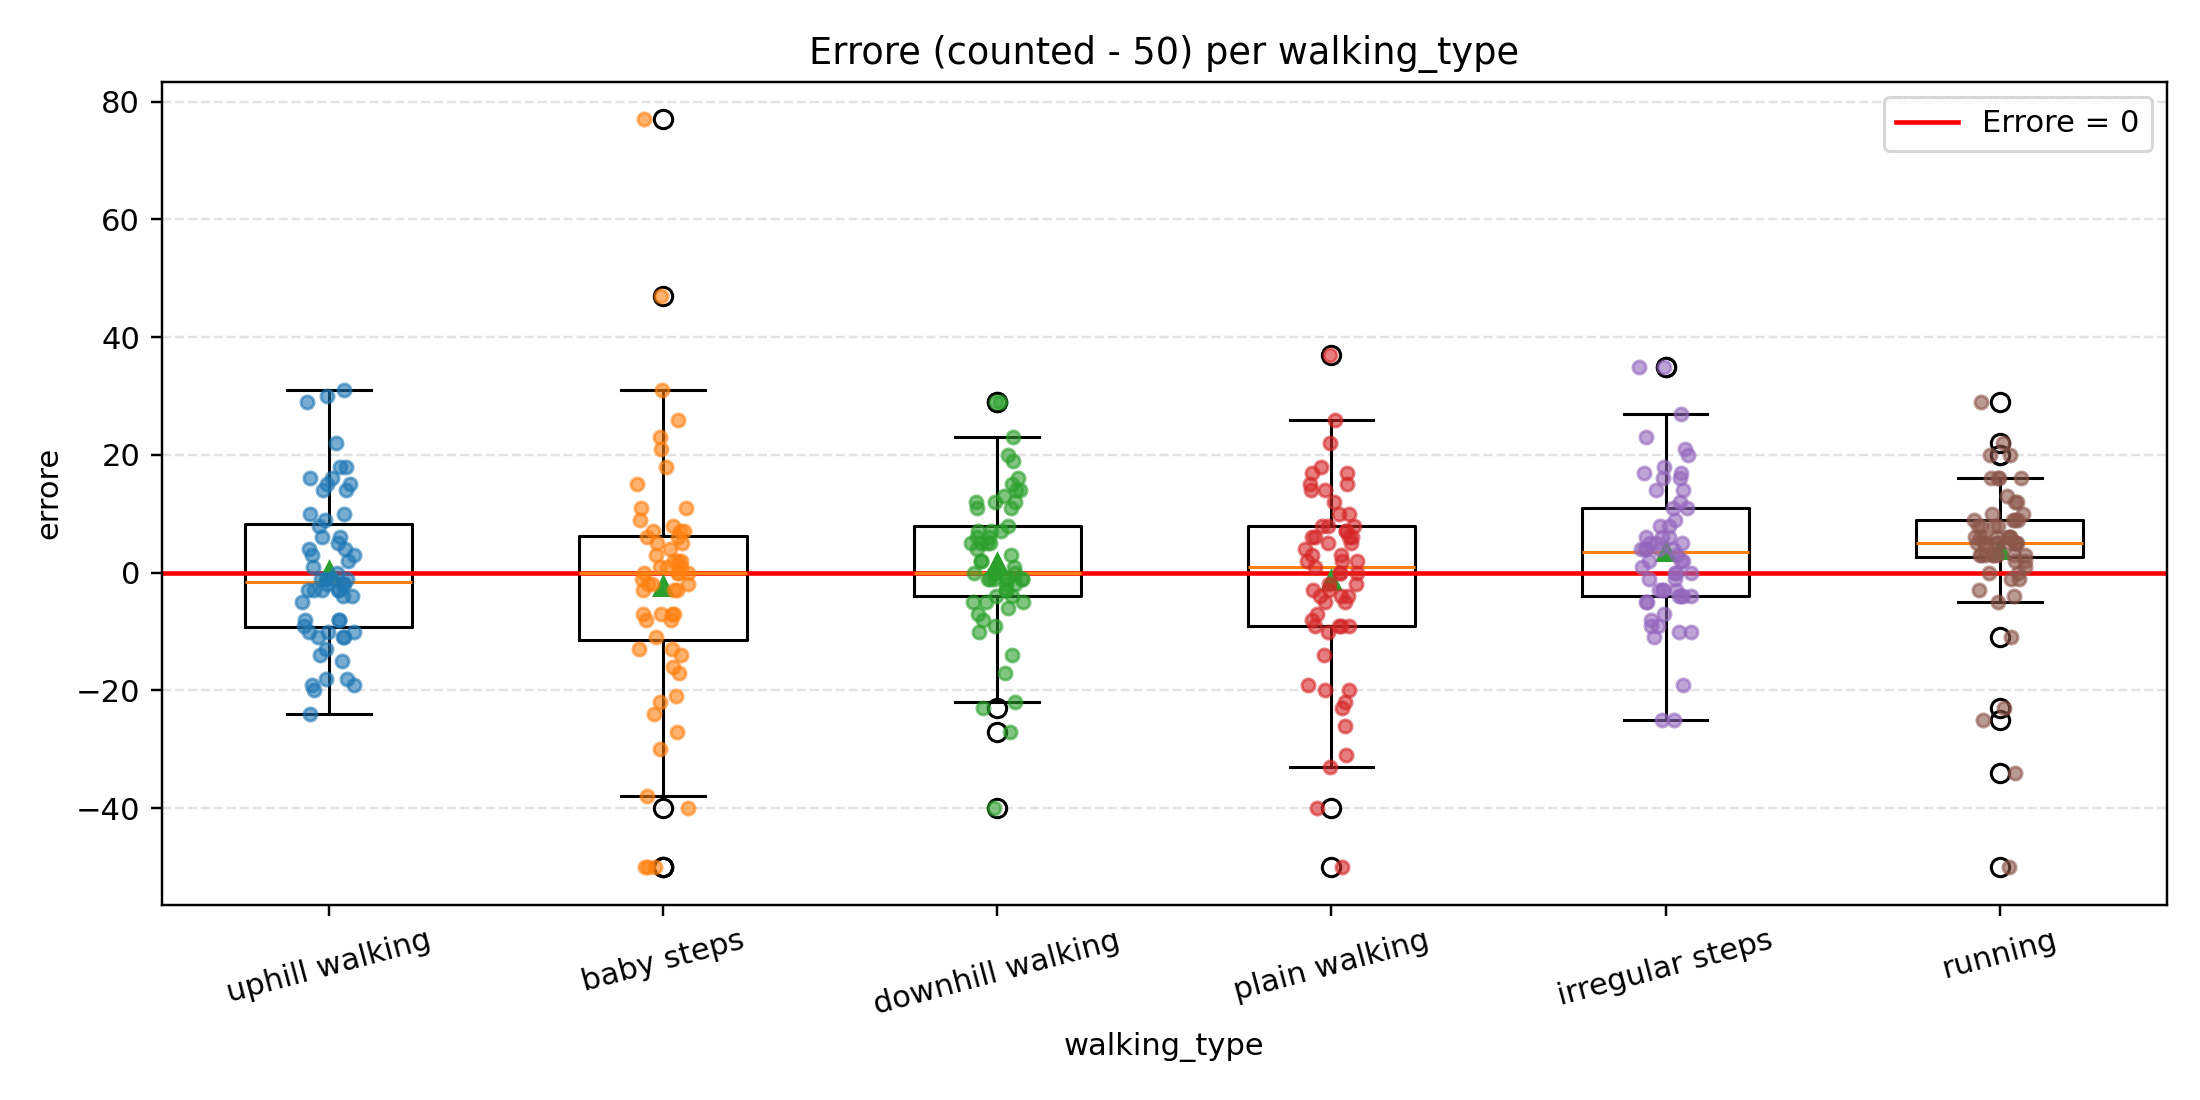 Errore (counted - 50) per walking_type
Errore = 0
errore
80
60
40
20
0
−20
−40
uphill walking
baby steps
downhill walking
plain walking
irregular steps
running
walking_type